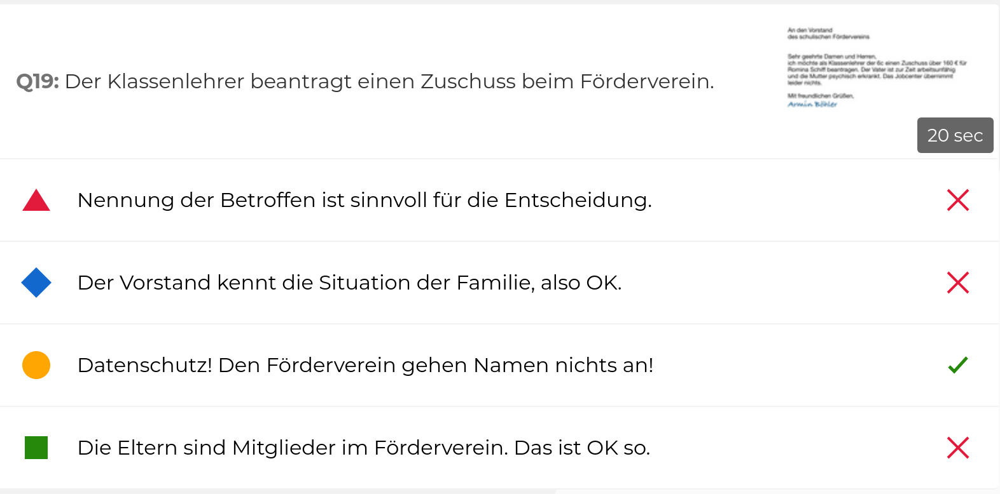 Q19: Der Klassenlehrer beantragt einen Zuschuss beim Förderverein.
An den Vorstand
des schulischen Fördervereins
Sehr geehrte Damen und Herren,
ich möchte als Klassenlehrer der 6c einen Zuschuss über 160 € für
Romina Schiff beantragen. Der Vater ist zur Zeit arbeitsunfähig
und die Mutter psychisch erkrankt. Das Jobcenter übernimmt
leider nichts.
Mit freundlichen Grüßen,
Armin Böhler
20 sec
Nennung der Betroffen ist sinnvoll für die Entscheidung.
Der Vorstand kennt die Situation der Familie, also OK.
Datenschutz! Den Förderverein gehen Namen nichts an!
Die Eltern sind Mitglieder im Förderverein. Das ist OK so.